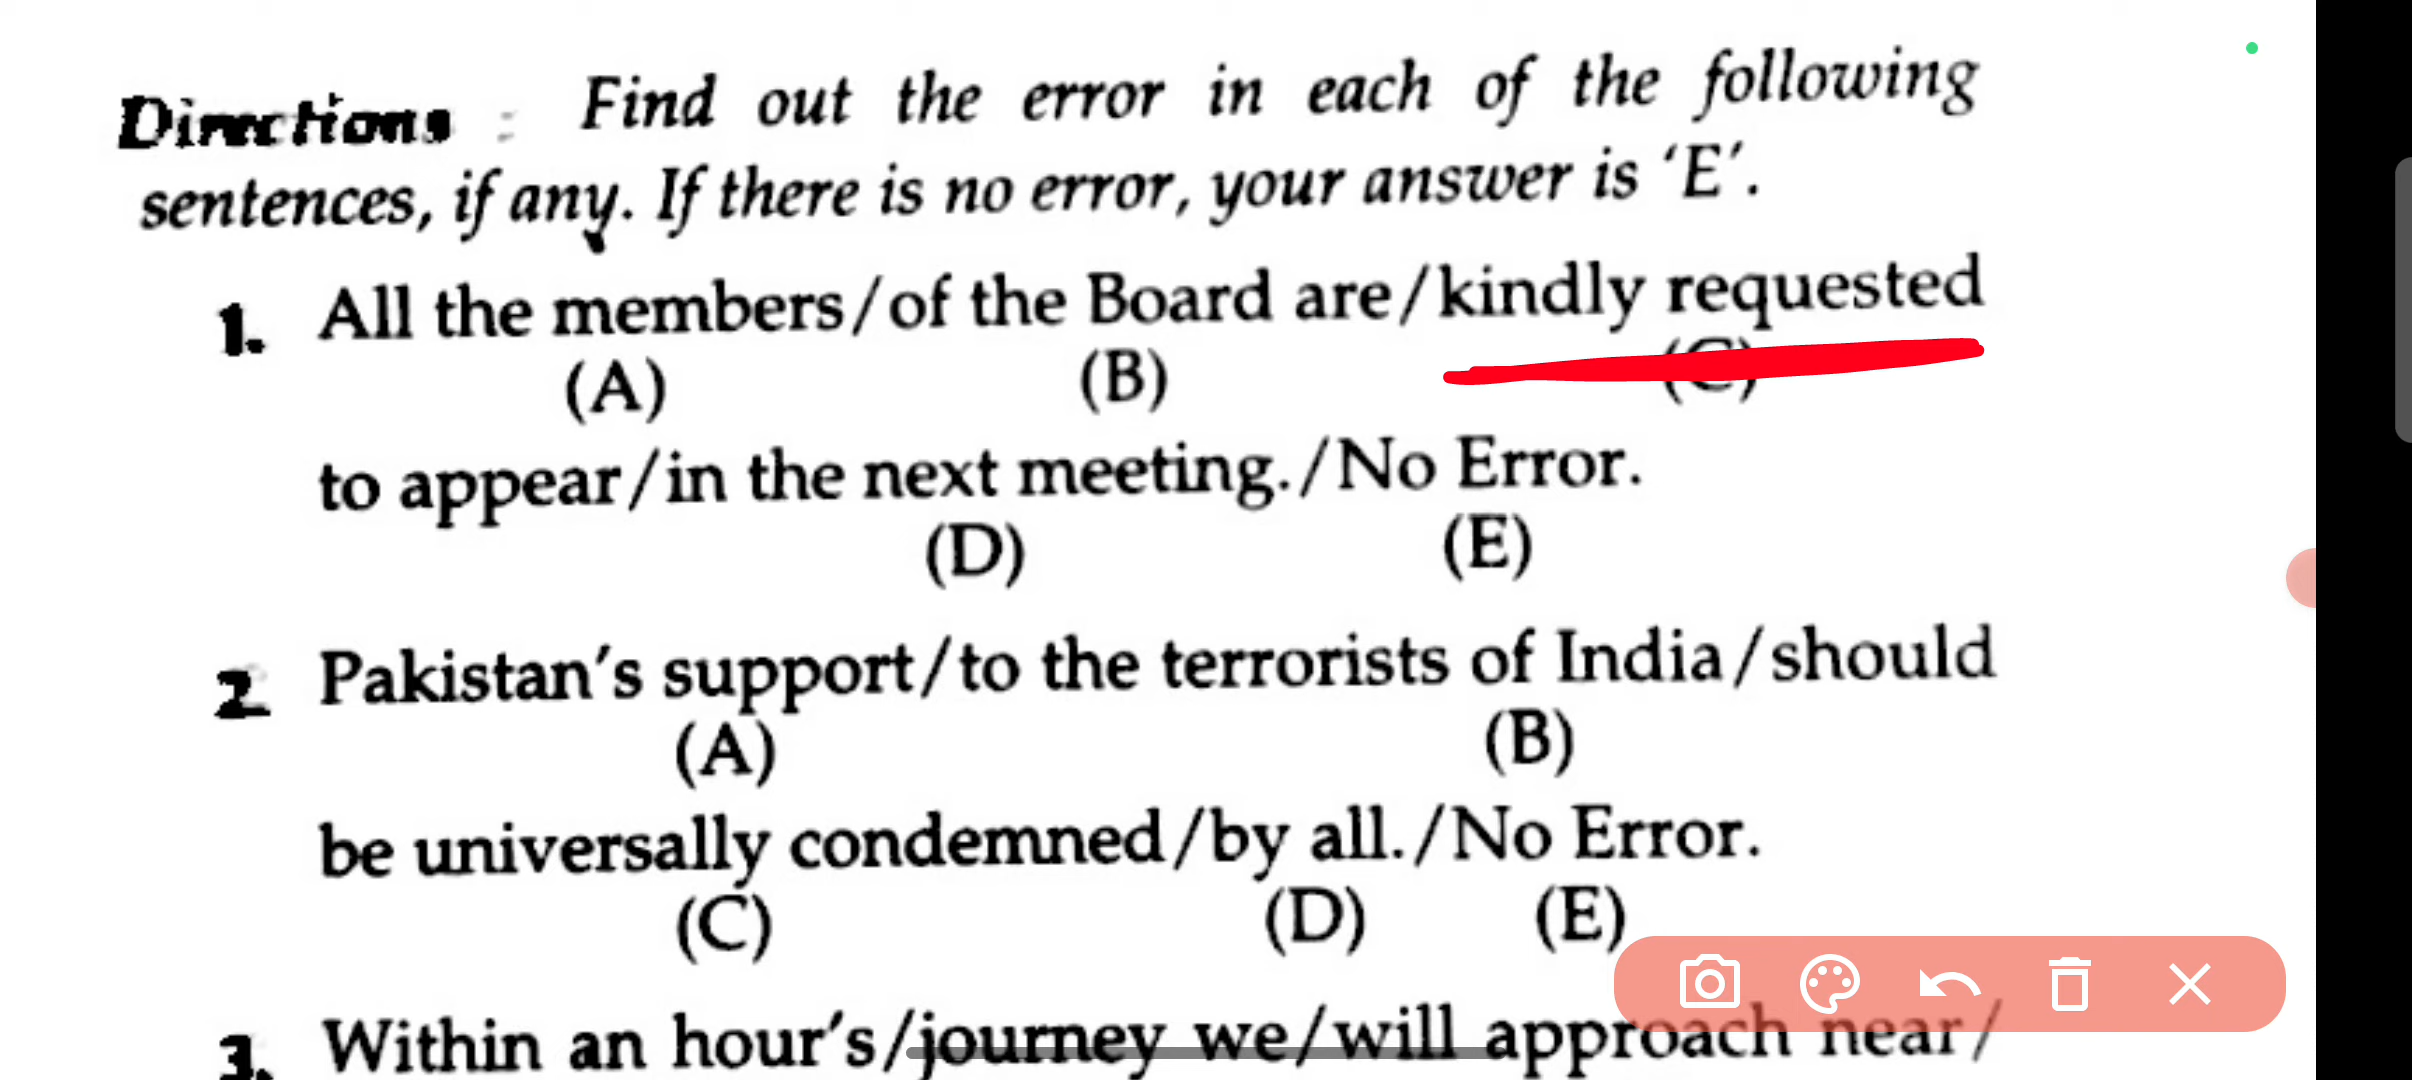 Directions : Find out the error in each of the following
sentences, if any. If there is no error, your answer is ‘E’.
1. All the members/of the Board are/kindly requested
(A) (B) (C)
to appear/in the next meeting./No Error.
(D) (E)
2. Pakistan’s support/to the terrorists of India/should
(A) (B)
be universally condemned/by all./No Error.
(C) (D) (E)
3. Within an hour’s/journey we/will approach near/